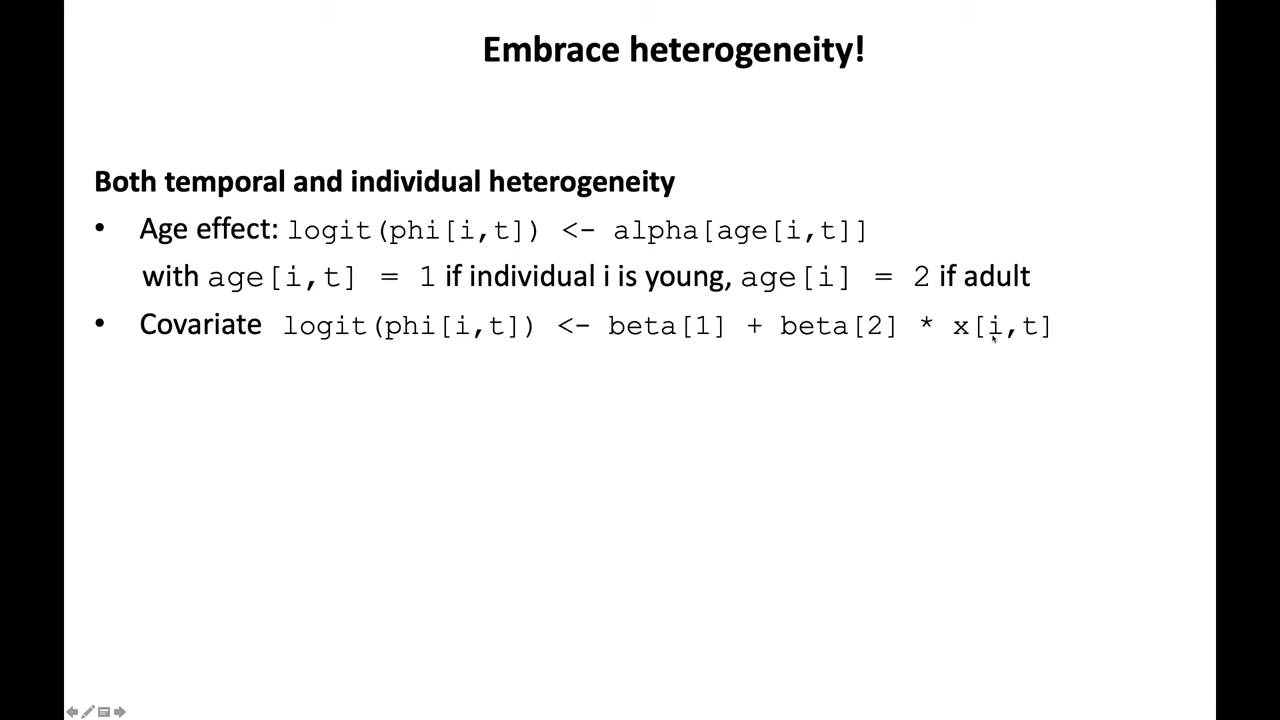 Embrace heterogeneity!
Both temporal and individual heterogeneity
• Age effect: logit(phi[i,t]) <- alpha[age[i,t]]
with age[i,t] = 1 if individual i is young, age[i] = 2 if adult
• Covariate logit(phi[i,t]) <- beta[1] + beta[2] * x[i,t]